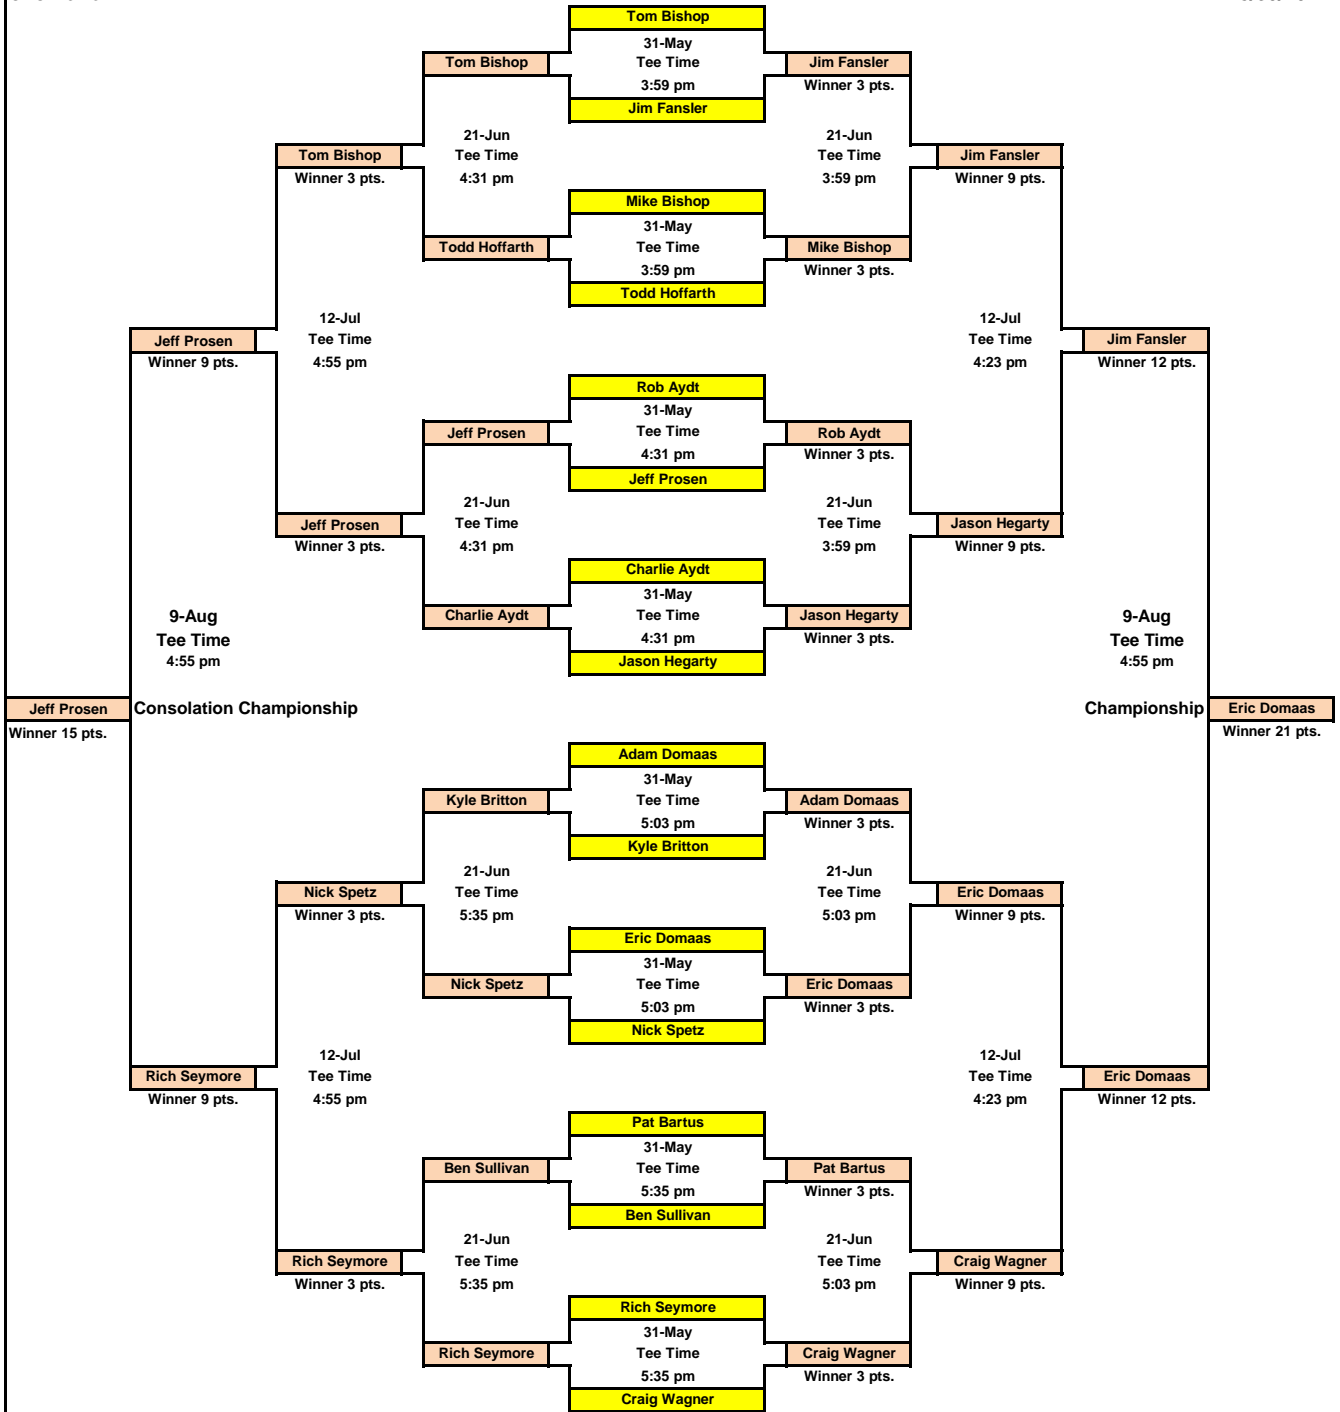 Tom Bishop
31-May
Tom Bishop Tee Time Jim Fansler
3:59 pm Winner 3 pts.
Jim Fansler
21-Jun 21-Jun
Tom Bishop Tee Time Tee Time Jim Fansler
Winner 3 pts. 4:31 pm 3:59 pm Winner 9 pts.
Mike Bishop
31-May
Todd Hoffarth Tee Time Mike Bishop
3:59 pm Winner 3 pts.
Todd Hoffarth
12-Jul 12-Jul
Jeff Prosen Tee Time Tee Time Jim Fansler
Winner 9 pts. 4:55 pm 4:23 pm Winner 12 pts.
Rob Aydt
31-May
Jeff Prosen Tee Time Rob Aydt
4:31 pm Winner 3 pts.
Jeff Prosen
21-Jun 21-Jun
Jeff Prosen Tee Time Tee Time Jason Hegarty
Winner 3 pts. 4:31 pm 3:59 pm Winner 9 pts.
Charlie Aydt
31-May
9-Aug Charlie Aydt Tee Time Jason Hegarty 9-Aug
Tee Time 4:31 pm Winner 3 pts. Tee Time
4:55 pm Jason Hegarty 4:55 pm
Jeff Prosen Consolation Championship Championship Eric Domaas
Winner 15 pts. Winner 21 pts.
Adam Domaas
31-May
Kyle Britton Tee Time Adam Domaas
5:03 pm Winner 3 pts.
Kyle Britton
21-Jun 21-Jun
Nick Spetz Tee Time Tee Time Eric Domaas
Winner 3 pts. 5:35 pm 5:03 pm Winner 9 pts.
Eric Domaas
31-May
Nick Spetz Tee Time Eric Domaas
5:03 pm Winner 3 pts.
Nick Spetz
12-Jul 12-Jul
Rich Seymore Tee Time Tee Time Eric Domaas
Winner 9 pts. 4:55 pm 4:23 pm Winner 12 pts.
Pat Bartus
31-May
Ben Sullivan Tee Time Pat Bartus
5:35 pm Winner 3 pts.
Ben Sullivan
21-Jun 21-Jun
Rich Seymore Tee Time Tee Time Craig Wagner
Winner 3 pts. 5:35 pm 5:03 pm Winner 9 pts.
Rich Seymore
31-May
Rich Seymore Tee Time Craig Wagner
5:35 pm Winner 3 pts.
Craig Wagner